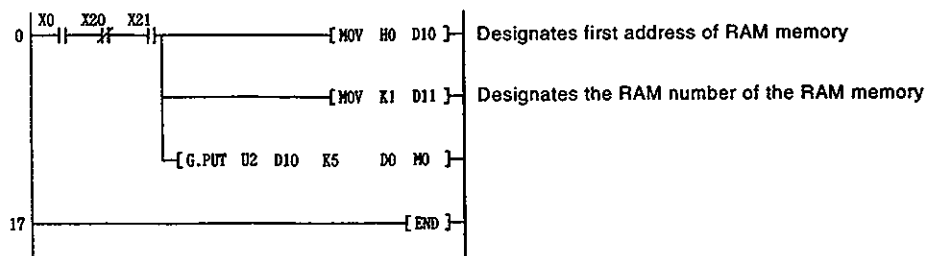 X0 X20 X21
0 [MOV H0 D10] Designates first address of RAM memory
[MOV K1 D11] Designates the RAM number of the RAM memory
[G.PUT U2 D10 K5 D0 M0]
17 [END]